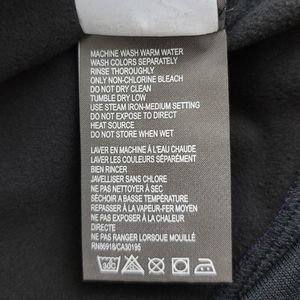 MACHINE WASH WARM WATER
WASH COLORS SEPARATELY
RINSE THOROUGHLY
ONLY NON-CHLORINE BLEACH
DO NOT DRY CLEAN
TUMBLE DRY LOW
USE STEAM IRON-MEDIUM SETTING
DO NOT EXPOSE TO DIRECT
HEAT SOURCE
DO NOT STORE WHEN WET
LAVER EN MACHINE À L'EAU CHAUDE
LAVER LES COULEURS SÉPARÉMENT
BIEN RINCER
JAVELLISER SANS CHLORE
NE PAS NETTOYER À SEC
SÉCHOIR A BASSE TEMPÉRATURE
REPASSER À LA VAPEUR-FER MOYEN
NE PAS EXPOSER À LA CHALEUR
DIRECTE
NE PAS RANGER LORSQUE MOUILLÉ
RN86918/CA30195